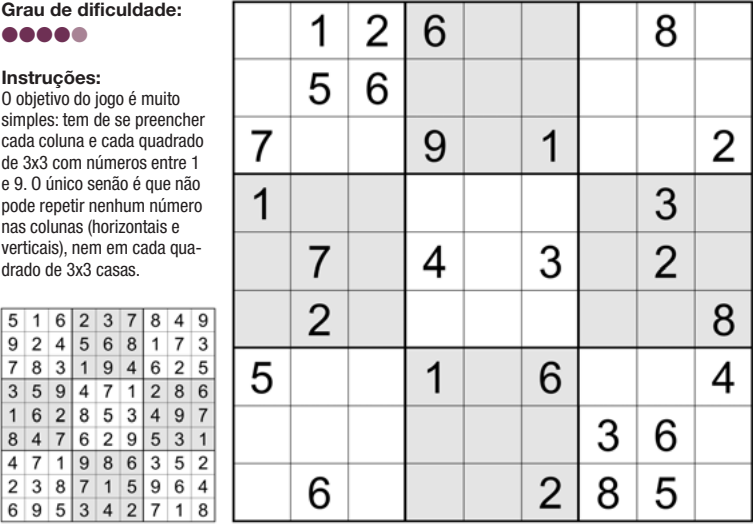 Grau de dificuldade:
Instruções:
O objetivo do jogo é muito
simples: tem de se preencher
cada coluna e cada quadrado
de 3x3 com números entre 1
e 9. O único senão é que não
pode repetir nenhum número
nas colunas (horizontais e
verticais), nem em cada qua-
drado de 3x3 casas.
5 1 6 2 3 7 8 4 9
9 2 4 5 6 8 1 7 3
7 8 3 1 9 4 6 2 5
3 5 9 4 7 1 2 8 6
1 6 2 8 5 3 4 9 7
8 4 7 6 2 9 5 3 1
4 7 1 9 8 6 3 5 2
2 3 8 7 1 5 9 6 4
6 9 5 3 4 2 7 1 8
1 2 6 8
5 6
7 9 1 2
1 3
7 4 3 2
2 8
5 1 6 4
3 6
6 2 8 5